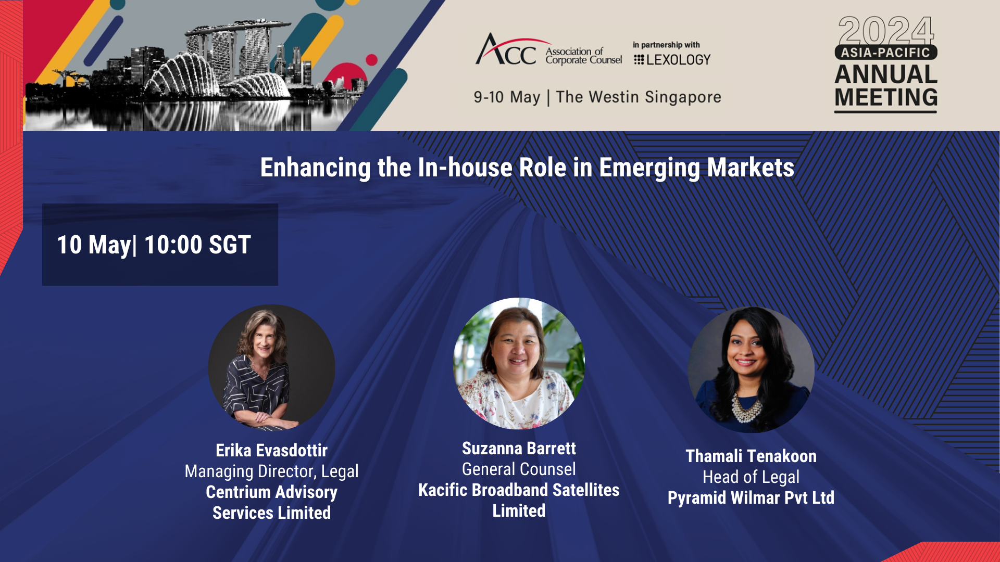 ACC Association of
Corporate Counsel
in partnership with
LEXOLOGY
9-10 May | The Westin Singapore
2024
ASIA-PACIFIC
ANNUAL
MEETING
Enhancing the In-house Role in Emerging Markets
10 May| 10:00 SGT
Erika Evasdottir
Managing Director, Legal
Centrium Advisory
Services Limited
Suzanna Barrett
General Counsel
Kacific Broadband Satellites
Limited
Thamali Tenakoon
Head of Legal
Pyramid Wilmar Pvt Ltd